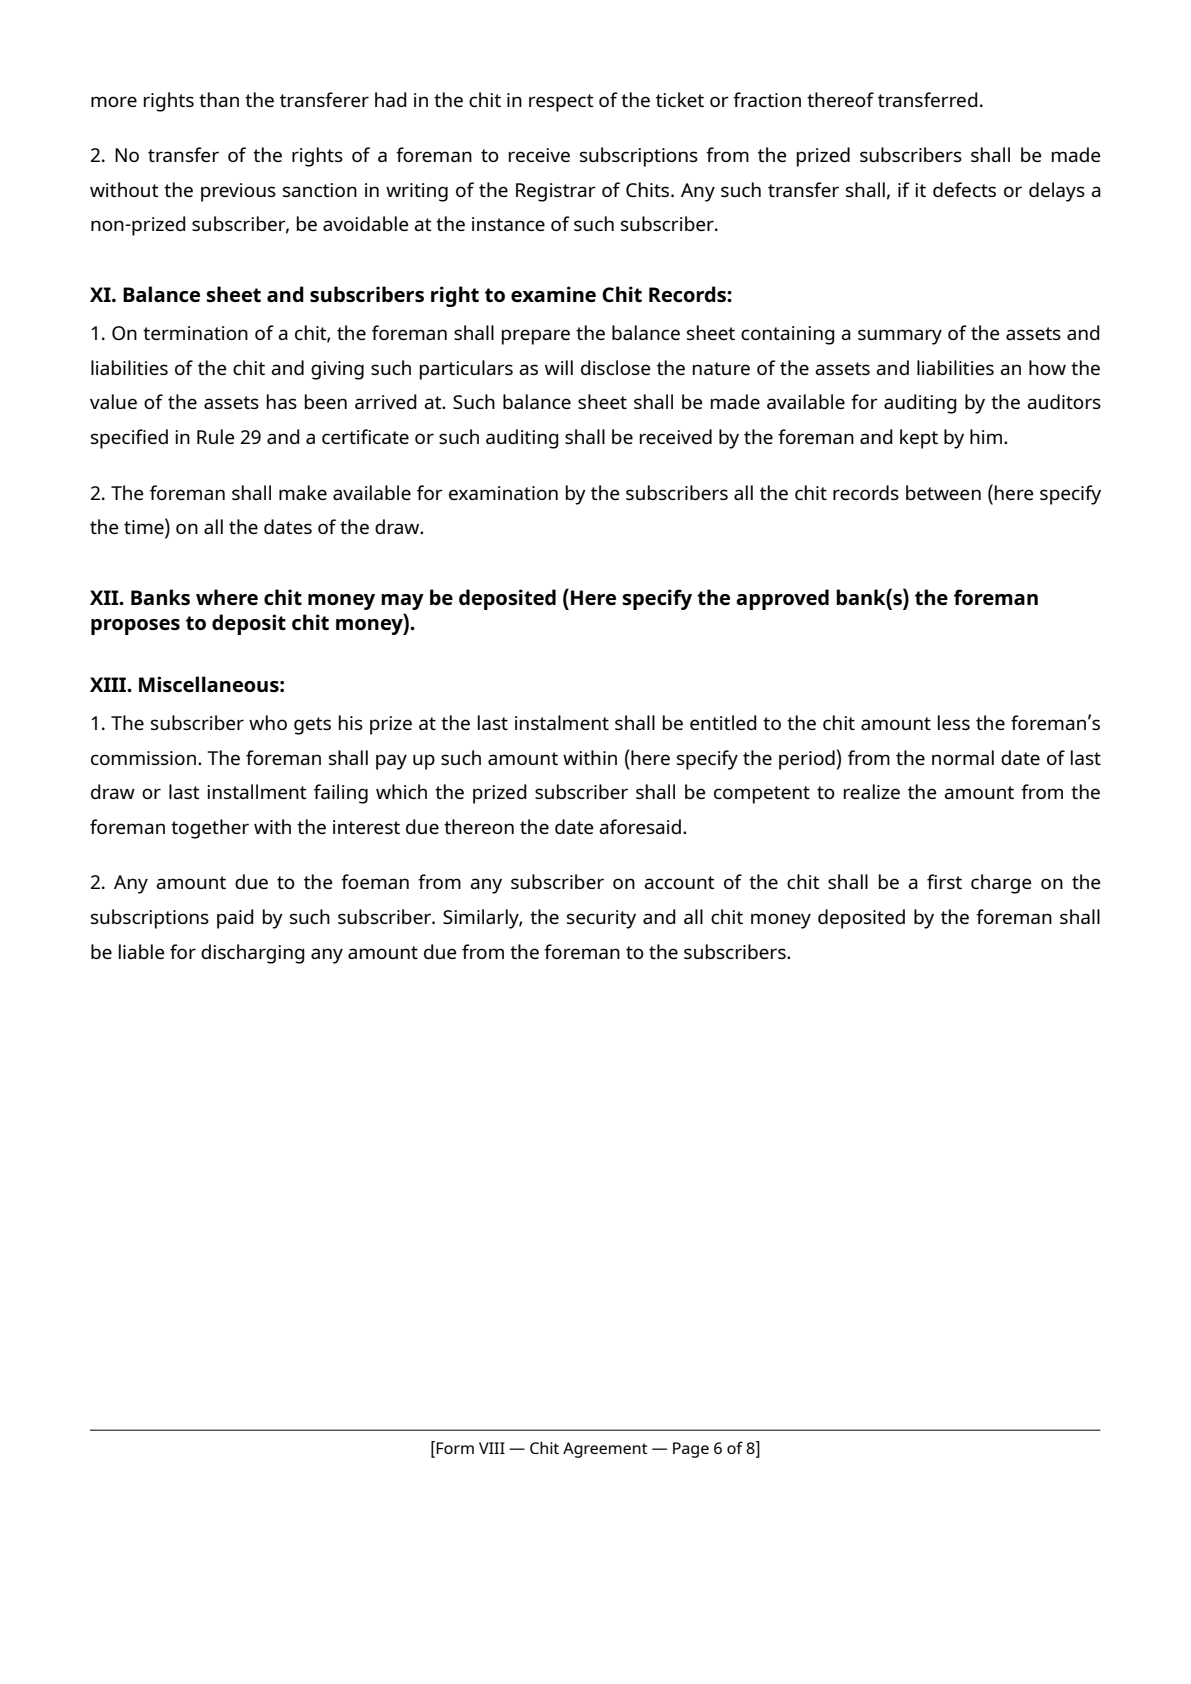 more rights than the transferer had in the chit in respect of the ticket or fraction thereof transferred.
2. No transfer of the rights of a foreman to receive subscriptions from the prized subscribers shall be made
without the previous sanction in writing of the Registrar of Chits. Any such transfer shall, if it defects or delays a
non-prized subscriber, be avoidable at the instance of such subscriber.
XI. Balance sheet and subscribers right to examine Chit Records:
1. On termination of a chit, the foreman shall prepare the balance sheet containing a summary of the assets and
liabilities of the chit and giving such particulars as will disclose the nature of the assets and liabilities an how the
value of the assets has been arrived at. Such balance sheet shall be made available for auditing by the auditors
specified in Rule 29 and a certificate or such auditing shall be received by the foreman and kept by him.
2. The foreman shall make available for examination by the subscribers all the chit records between (here specify
the time) on all the dates of the draw.
XII. Banks where chit money may be deposited (Here specify the approved bank(s) the foreman
proposes to deposit chit money).
XIII. Miscellaneous:
1. The subscriber who gets his prize at the last instalment shall be entitled to the chit amount less the foreman’s
commission. The foreman shall pay up such amount within (here specify the period) from the normal date of last
draw or last installment failing which the prized subscriber shall be competent to realize the amount from the
foreman together with the interest due thereon the date aforesaid.
2. Any amount due to the foeman from any subscriber on account of the chit shall be a first charge on the
subscriptions paid by such subscriber. Similarly, the security and all chit money deposited by the foreman shall
be liable for discharging any amount due from the foreman to the subscribers.
[Form VIII — Chit Agreement — Page 6 of 8]